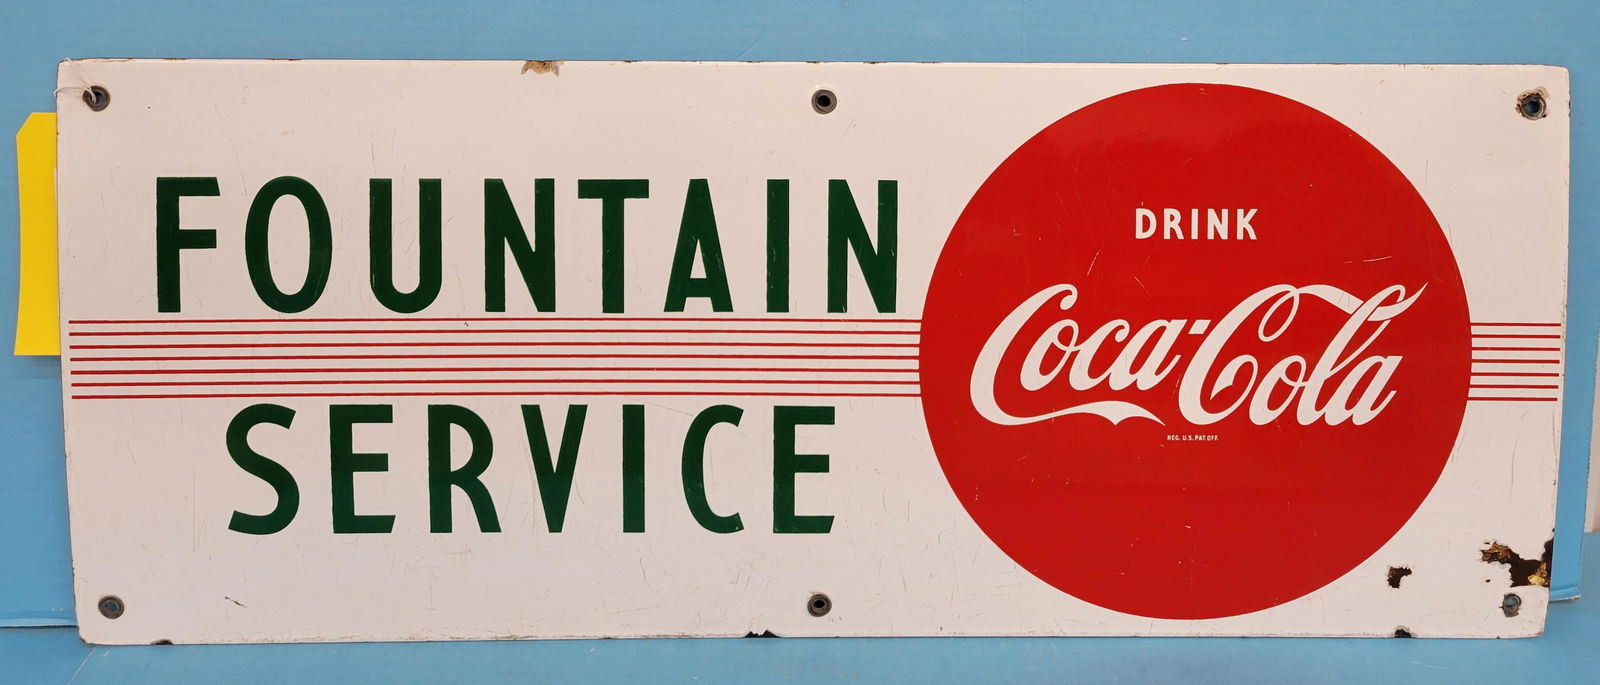 FOUNTAIN
SERVICE
DRINK
Coca-Cola
REG. U.S. PAT. OFF.